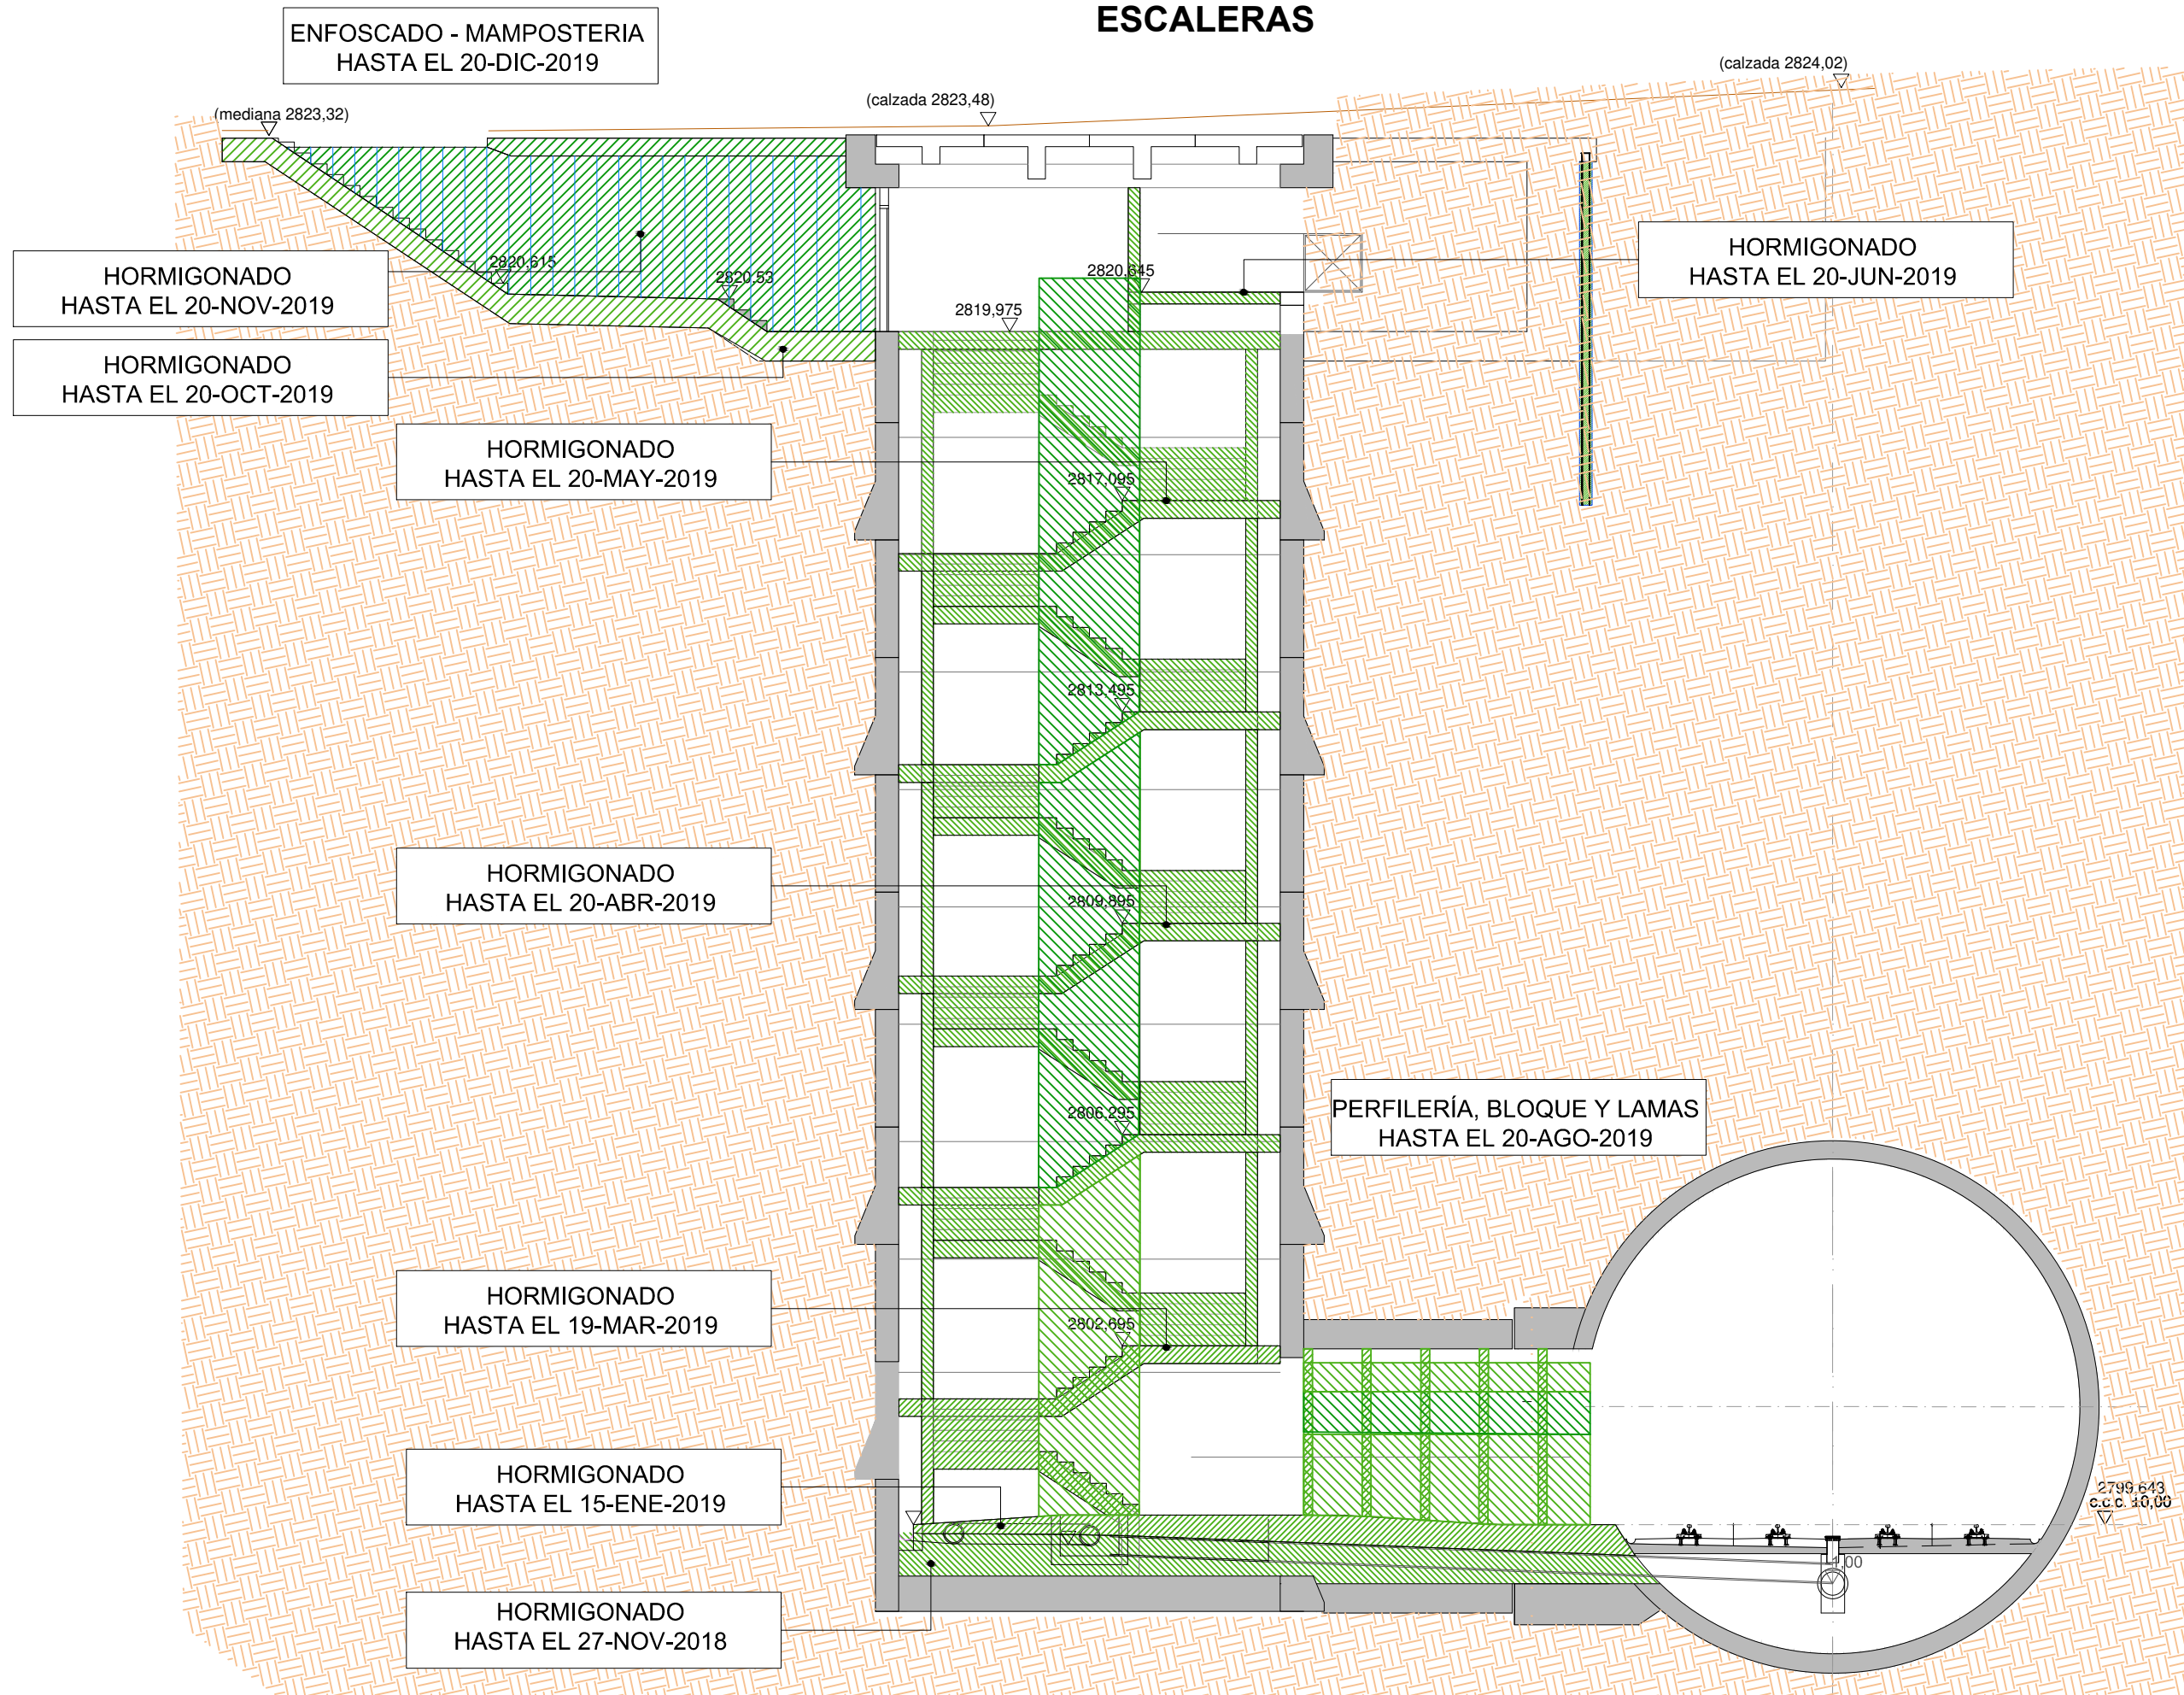 ESCALERAS
ENFOSCADO - MAMPOSTERIA
HASTA EL 20-DIC-2019
(calzada 2824,02)
(calzada 2823,48)
(mediana 2823,32)
HORMIGONADO
HASTA EL 20-NOV-2019
2820,615
2820,53
2820,645
HORMIGONADO
HASTA EL 20-JUN-2019
2819,975
HORMIGONADO
HASTA EL 20-OCT-2019
HORMIGONADO
HASTA EL 20-MAY-2019
2817,095
2813,495
HORMIGONADO
HASTA EL 20-ABR-2019
2809,895
2806,295
PERFILERÍA, BLOQUE Y LAMAS
HASTA EL 20-AGO-2019
HORMIGONADO
HASTA EL 19-MAR-2019
2802,695
HORMIGONADO
HASTA EL 15-ENE-2019
2799,643
c.c.c. ±0,00
1,00
HORMIGONADO
HASTA EL 27-NOV-2018